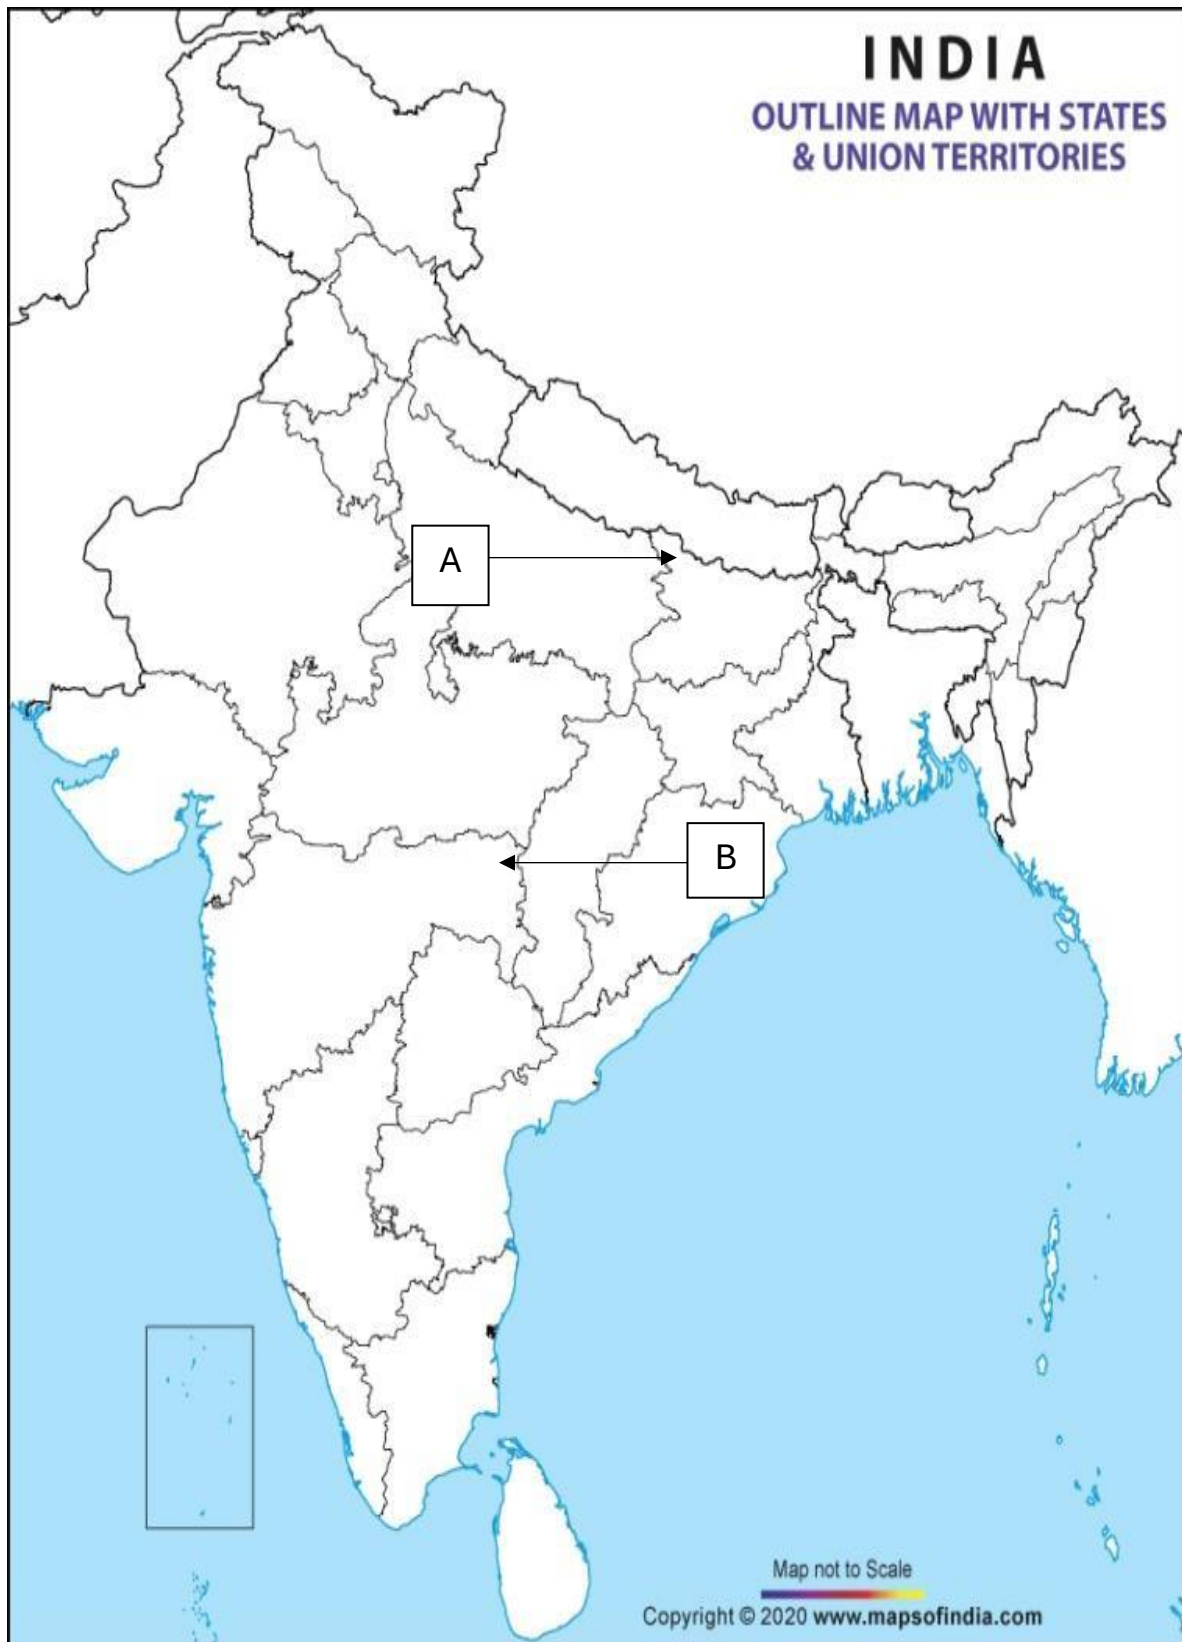 INDIA
OUTLINE MAP WITH STATES
& UNION TERRITORIES
A
B
Map not to Scale
Copyright © 2020 www.mapsofindia.com